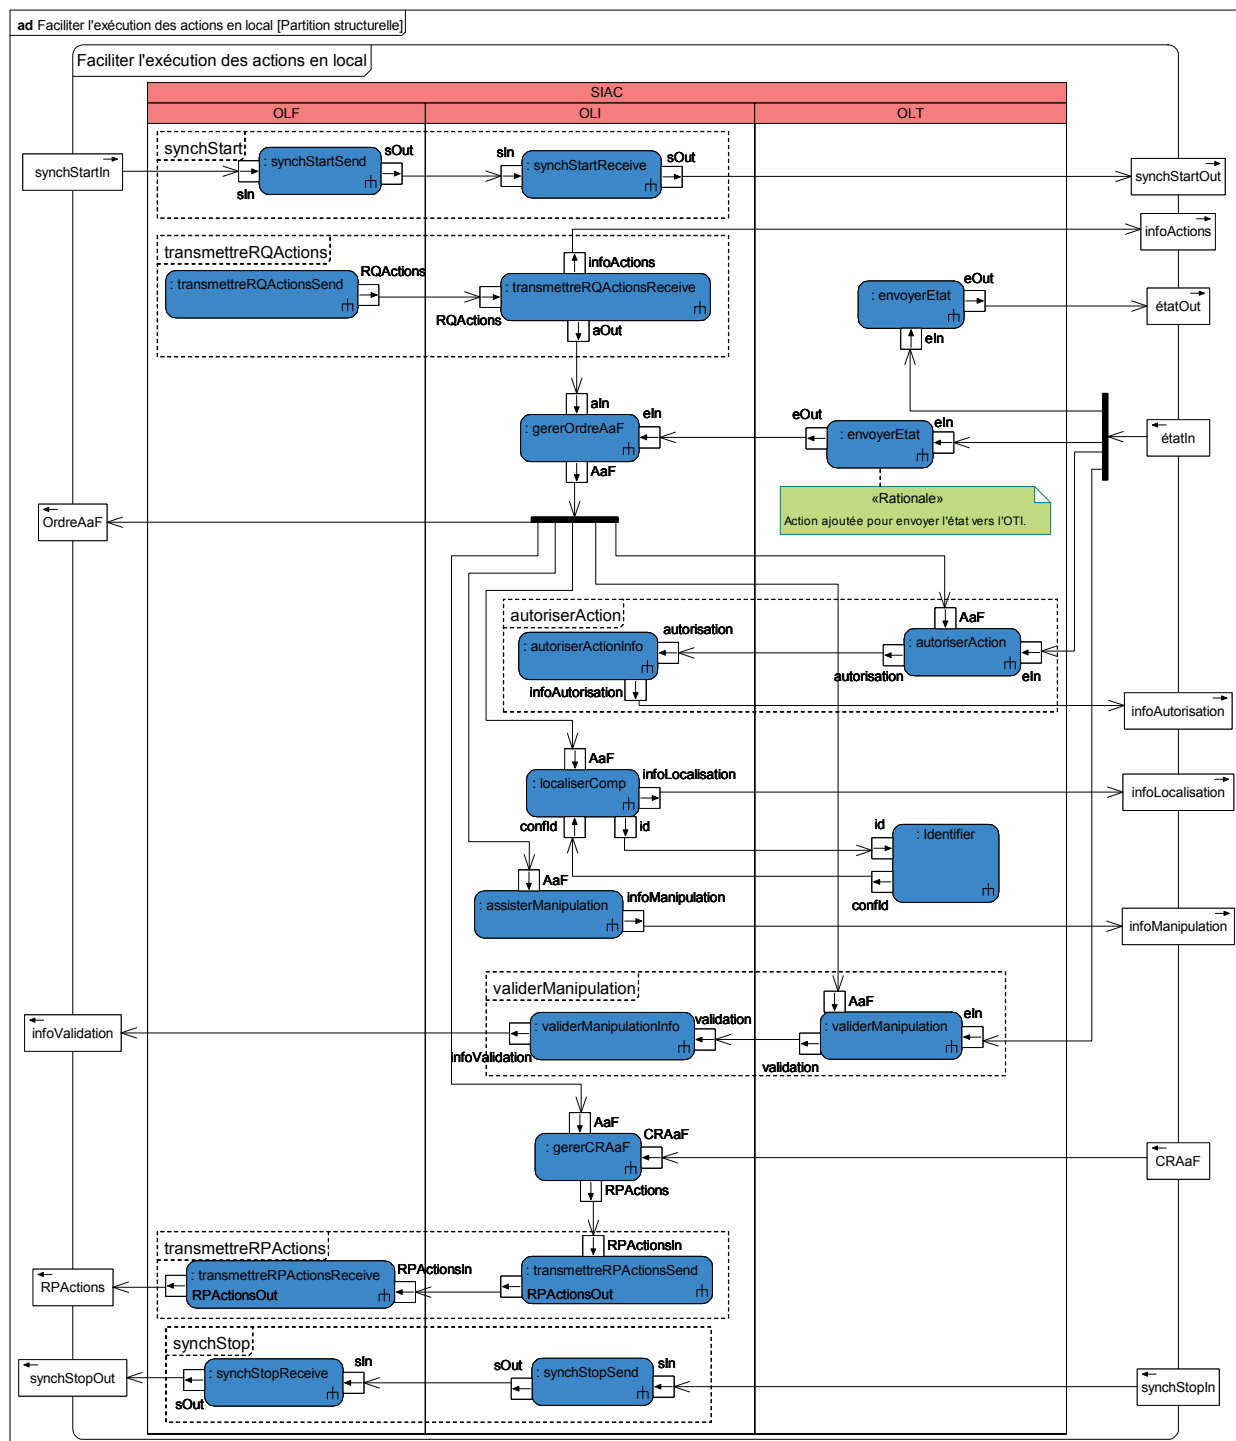 ad Faciliter l'exécution des actions en local [Partition structurelle]
Faciliter l'exécution des actions en local
SIAC
OLF
OLI
OLT
synchStart
synchStartIn
sIn
: synchStartSend
sOut
sIn
: synchStartReceive
sOut
synchStartOut
transmettreRQActions
: transmettreRQActionsSend
RQActions
RQActions
infoActions
: transmettreRQActionsReceive
aOut
infoActions
: envoyerEtat
eOut
eIn
étatOut
aIn
: gererOrdreAaF
eIn
AaF
eOut
: envoyerEtat
eIn
étatIn
«Rationale»
Action ajoutée pour envoyer l'état vers l'OTI.
OrdreAaF
autoriserAction
AaF
autorisation
: autoriserActionInfo
: autoriserAction
autorisation
eIn
infoAutorisation
infoAutorisation
AaF
: localiserComp
infoLocalisation
infoLocalisation
confId
id
id
: Identifier
confId
AaF
: assisterManipulation
infoManipulation
infoManipulation
validerManipulation
AaF
infoValidation
: validerManipulationInfo
validation
: validerManipulation
eIn
infoValidation
validation
AaF
: gererCRAaF
CRAaF
CRAaF
RPActions
transmettreRPActions
RPActionsIn
RPActions
: transmettreRPActionsReceive
RPActionsOut
RPActionsIn
: transmettreRPActionsSend
RPActionsOut
synchStop
synchStopOut
: synchStopReceive
sOut
sIn
sOut
: synchStopSend
sIn
synchStopIn